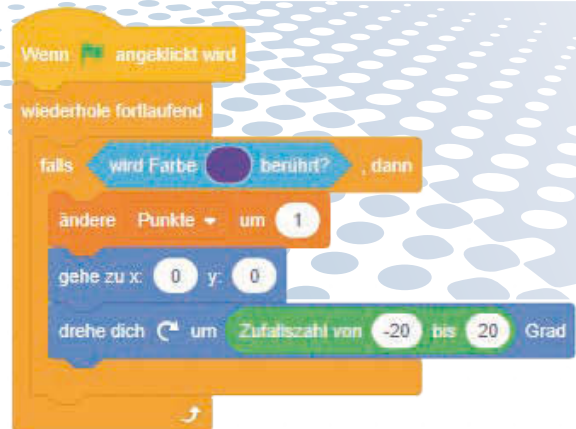 Wenn angeklickt wird
wiederhole fortlaufend
falls wird Farbe berührt? , dann
ändere Punkte um 1
gehe zu x: 0 y: 0
drehe dich um Zufallszahl von -20 bis 20 Grad